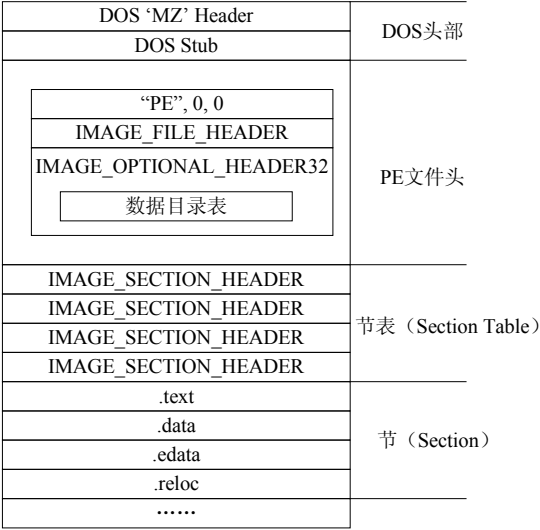 DOS ‘MZ’ Header
DOS Stub
DOS头部
“PE”, 0, 0
IMAGE_FILE_HEADER
IMAGE_OPTIONAL_HEADER32
数据目录表
PE文件头
IMAGE_SECTION_HEADER
IMAGE_SECTION_HEADER
IMAGE_SECTION_HEADER
IMAGE_SECTION_HEADER
节表（Section Table）
.text
.data
.edata
.reloc
节（Section）
……